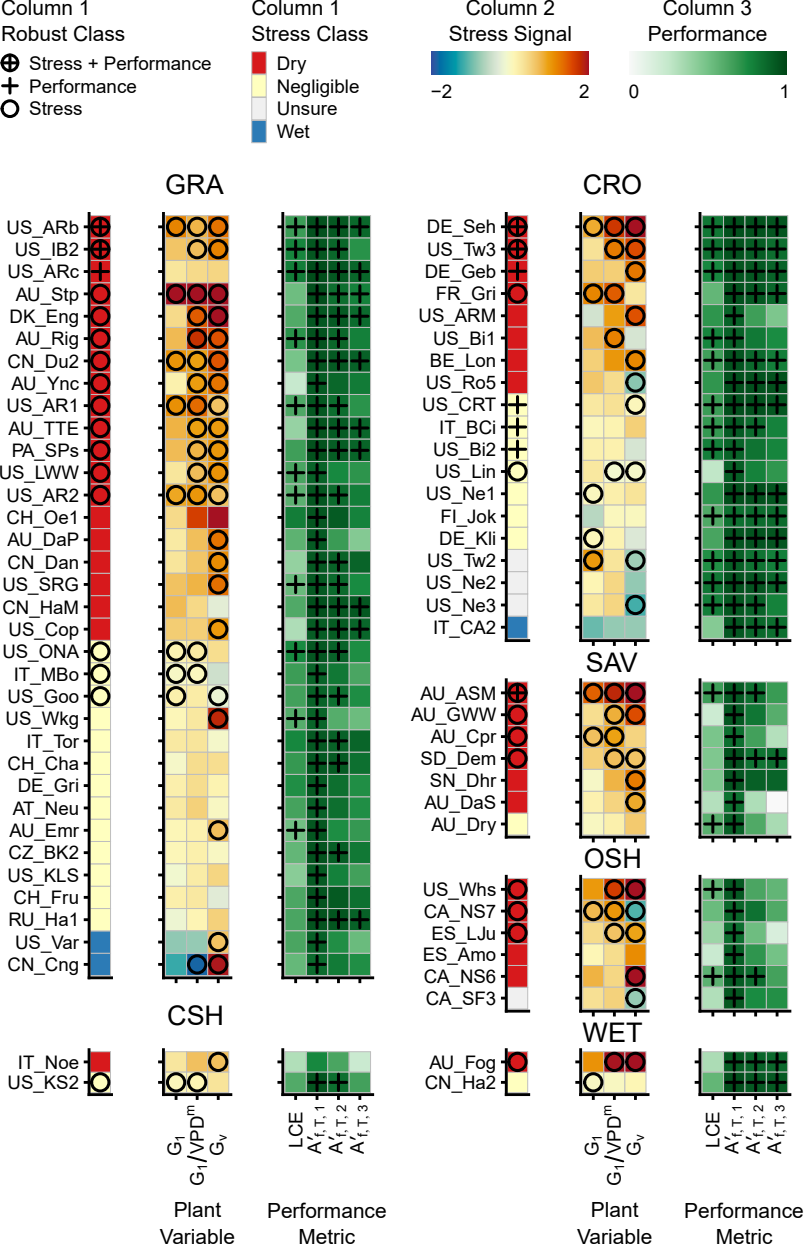 Column 1
Robust Class
Stress + Performance
Performance
Stress
Column 1
Stress Class
Dry
Negligible
Unsure
Wet
Column 2
Stress Signal
−2 2
Column 3
Performance
0 1
GRA
US_ARb
US_IB2
US_ARc
AU_Stp
DK_Eng
AU_Rig
CN_Du2
AU_Ync
US_AR1
AU_TTE
PA_SPs
US_LWW
US_AR2
CH_Oe1
AU_DaP
CN_Dan
US_SRG
CN_HaM
US_Cop
US_ONA
IT_MBo
US_Goo
US_Wkg
IT_Tor
CH_Cha
DE_Gri
AT_Neu
AU_Emr
CZ_BK2
US_KLS
CH_Fru
RU_Ha1
US_Var
CN_Cng
CSH
IT_Noe
US_KS2
G1
G1/VPDm
Gv
Plant
Variable
LCE
A′f,T,1
A′f,T,2
A′f,T,3
Performance
Metric
CRO
DE_Seh
US_Tw3
DE_Geb
FR_Gri
US_ARM
US_Bi1
BE_Lon
US_Ro5
US_CRT
IT_BCi
US_Bi2
US_Lin
US_Ne1
FI_Jok
DE_Kli
US_Tw2
US_Ne2
US_Ne3
IT_CA2
SAV
AU_ASM
AU_GWW
AU_Cpr
SD_Dem
SN_Dhr
AU_DaS
AU_Dry
OSH
US_Whs
CA_NS7
ES_LJu
ES_Amo
CA_NS6
CA_SF3
WET
AU_Fog
CN_Ha2
G1
G1/VPDm
Gv
Plant
Variable
LCE
A′f,T,1
A′f,T,2
A′f,T,3
Performance
Metric